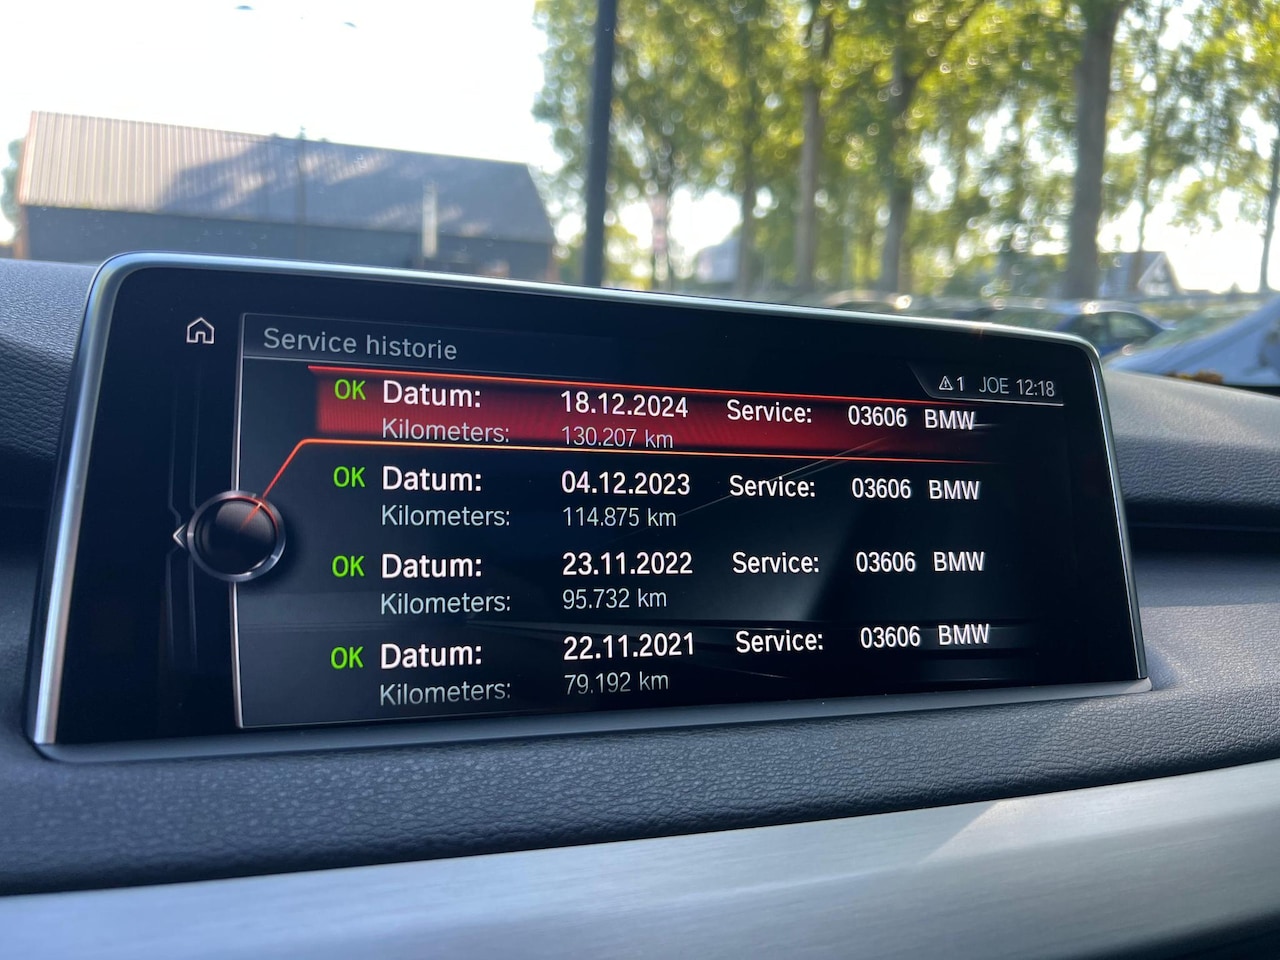 Service historie
⚠1 JOE 12:18
OK Datum: 18.12.2024 Service: 03606 BMW
Kilometers: 130.207 km
OK Datum: 04.12.2023 Service: 03606 BMW
Kilometers: 114.875 km
OK Datum: 23.11.2022 Service: 03606 BMW
Kilometers: 95.732 km
OK Datum: 22.11.2021 Service: 03606 BMW
Kilometers: 79.192 km